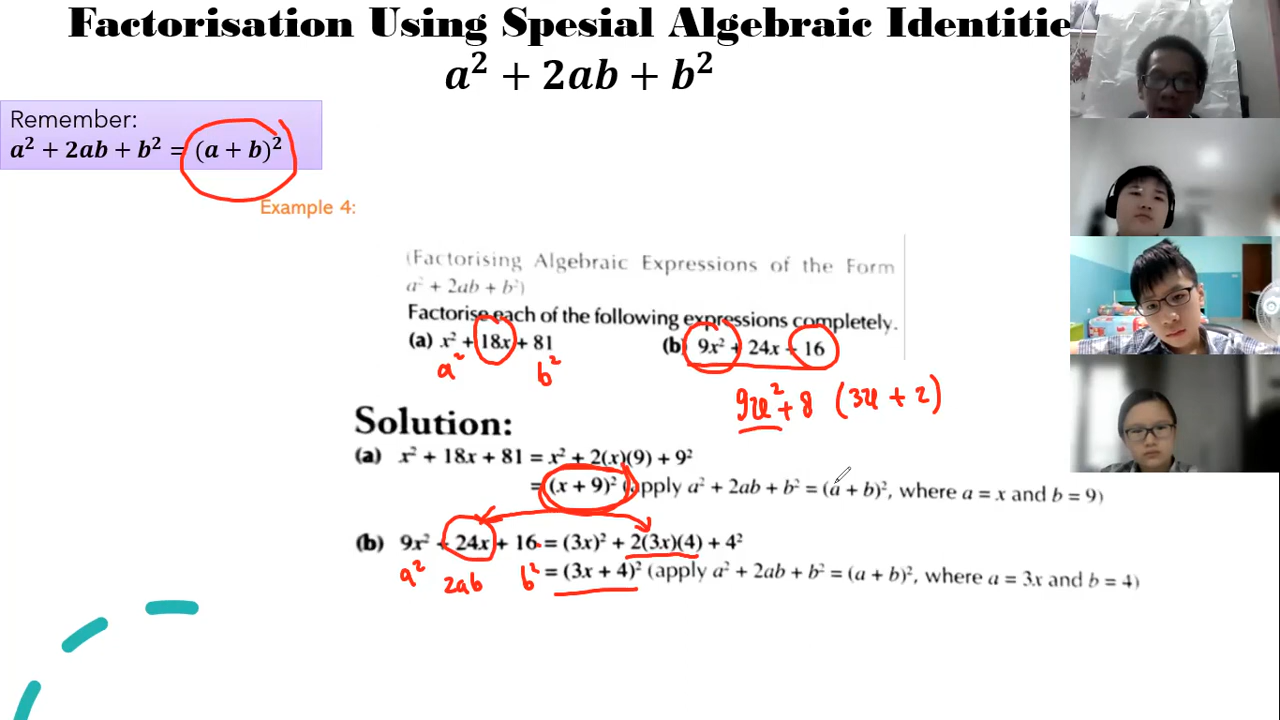 Factorisation Using Spesial Algebraic Identitie
a² + 2ab + b²
Remember:
a² + 2ab + b² = (a + b)²
Example 4:
(Factorising Algebraic Expressions of the Form
a² + 2ab + b²)
Factorise each of the following expressions completely.
(a) x² + 18x + 81 (b) 9x² + 24x + 16
a² b²
9x² + 8 (3x + 2)
Solution:
(a) x² + 18x + 81 = x² + 2(x)(9) + 9²
= (x + 9)² (apply a² + 2ab + b² = (a + b)², where a = x and b = 9)
(b) 9x² + 24x + 16 = (3x)² + 2(3x)(4) + 4²
a² 2ab b²
= (3x + 4)² (apply a² + 2ab + b² = (a + b)², where a = 3x and b = 4)